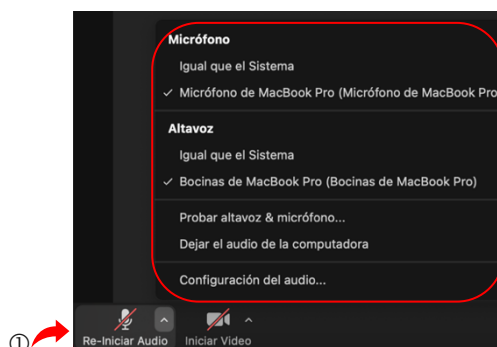 Micrófono
Igual que el Sistema
✓ Micrófono de MacBook Pro (Micrófono de MacBook Pro
Altavoz
Igual que el Sistema
✓ Bocinas de MacBook Pro (Bocinas de MacBook Pro)
Probar altavoz & micrófono...
Dejar el audio de la computadora
Configuración del audio...
① Re-Iniciar Audio Iniciar Video